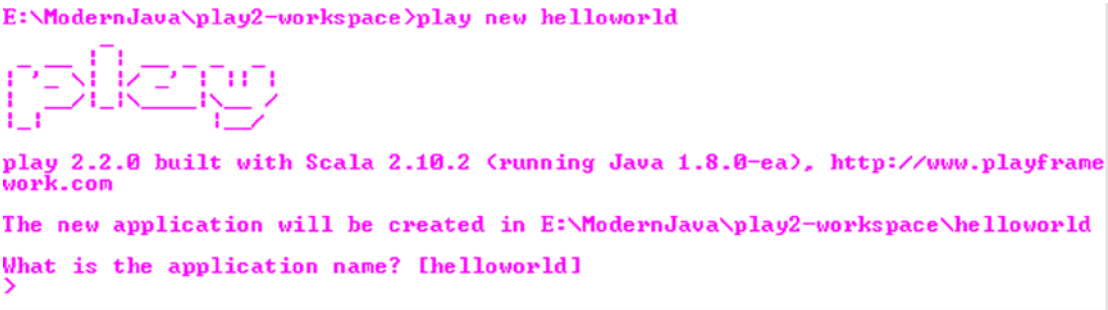 E:\ModernJava\play2-workspace>play new helloworld
play
play 2.2.0 built with Scala 2.10.2 (running Java 1.8.0-ea), http://www.playframe
work.com
The new application will be created in E:\ModernJava\play2-workspace\helloworld
What is the application name? [helloworld]
>